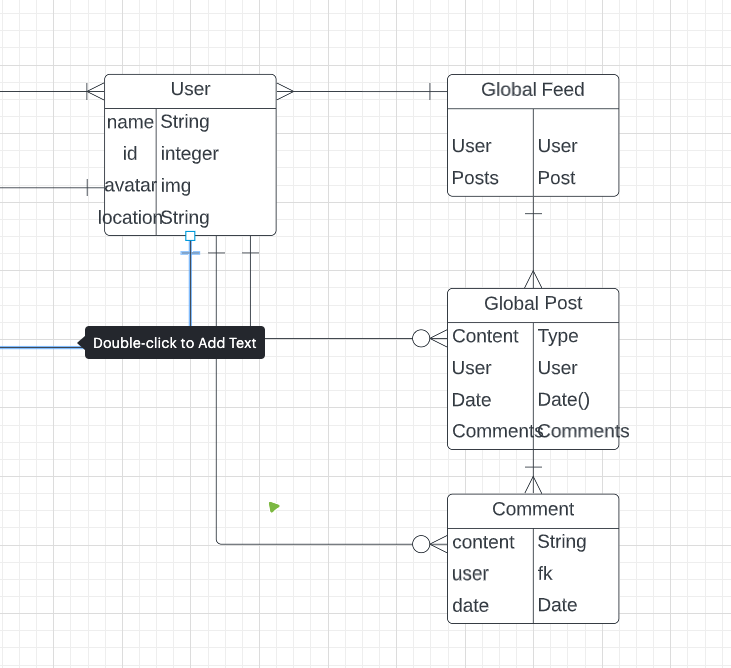 User
name String
id integer
avatar img
location String
Global Feed
User User
Posts Post
Double-click to Add Text
Global Post
Content Type
User User
Date Date()
Comments Comments
Comment
content String
user fk
date Date